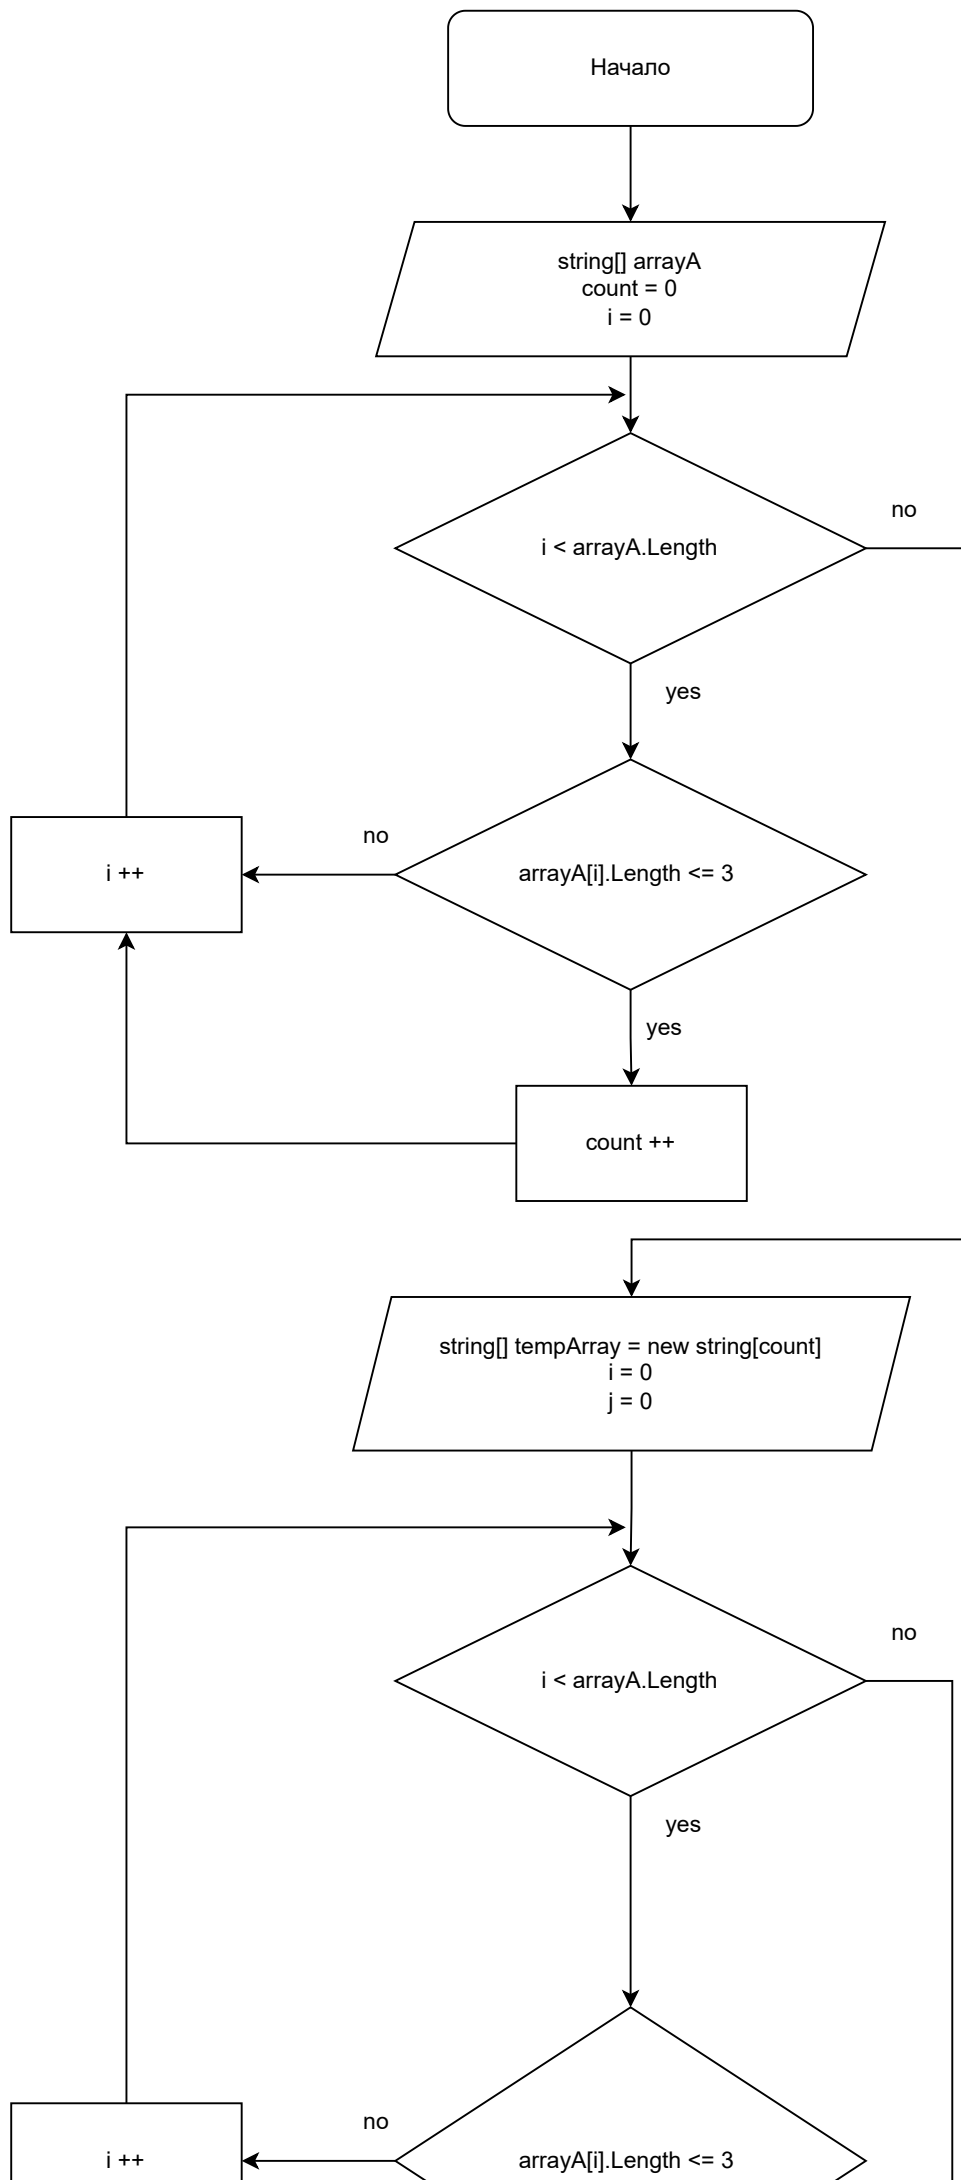 Начало
string[] arrayA
count = 0
i = 0
i < arrayA.Length
no
yes
arrayA[i].Length <= 3
no
i ++
yes
count ++
string[] tempArray = new string[count]
i = 0
j = 0
i < arrayA.Length
no
yes
arrayA[i].Length <= 3
no
i ++